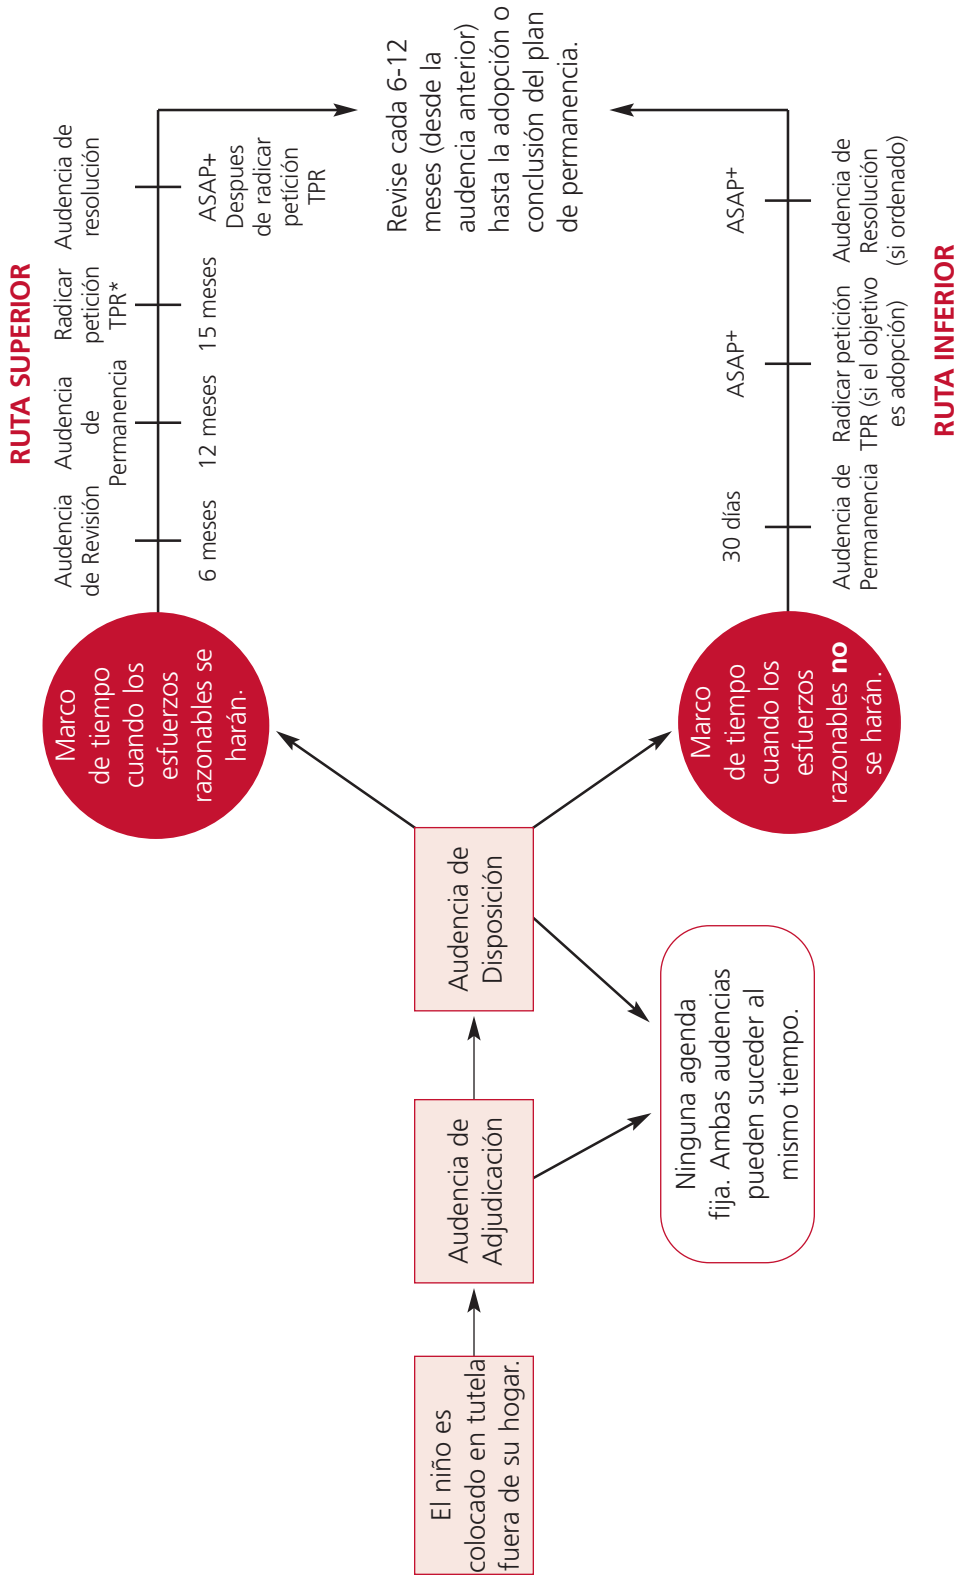 El niño es
colocado en tutela
fuera de su hogar.
Audencia de
Adjudicación
Audencia de
Disposición
Ninguna agenda
fija. Ambas audencias
pueden suceder al
mismo tiempo.
RUTA SUPERIOR
Marco
de tiempo
cuando los
esfuerzos
razonables se
harán.
Audencia
de Revisión
6 meses
Audencia
de
Permanencia
12 meses
Radicar
petición
TPR*
15 meses
Audencia de
resolución
ASAP+
Despues
de radicar
petición
TPR
Revise cada 6-12
meses (desde la
audencia anterior)
hasta la adopción o
conclusión del plan
de permanencia.
Marco
de tiempo
cuando los
esfuerzos
razonables no
se harán.
30 días
Audencia de
Permanencia
ASAP+
Radicar petición
TPR (si el objetivo
es adopción)
ASAP+
Audencia de
Resolución
(si ordenado)
RUTA INFERIOR